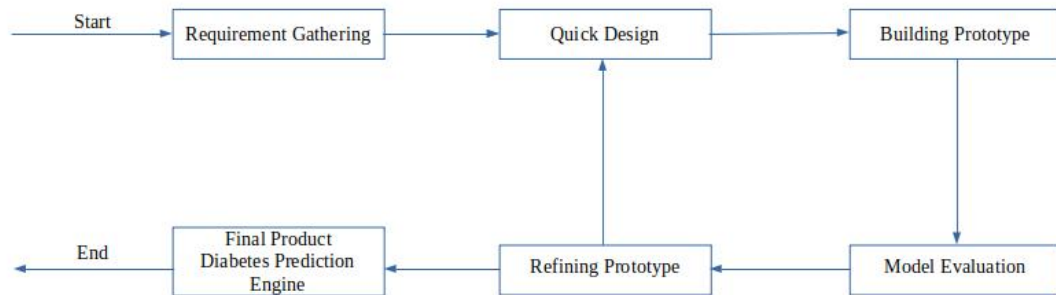 Start
Requirement Gathering
Quick Design
Building Prototype
End
Final Product
Diabetes Prediction
Engine
Refining Prototype
Model Evaluation